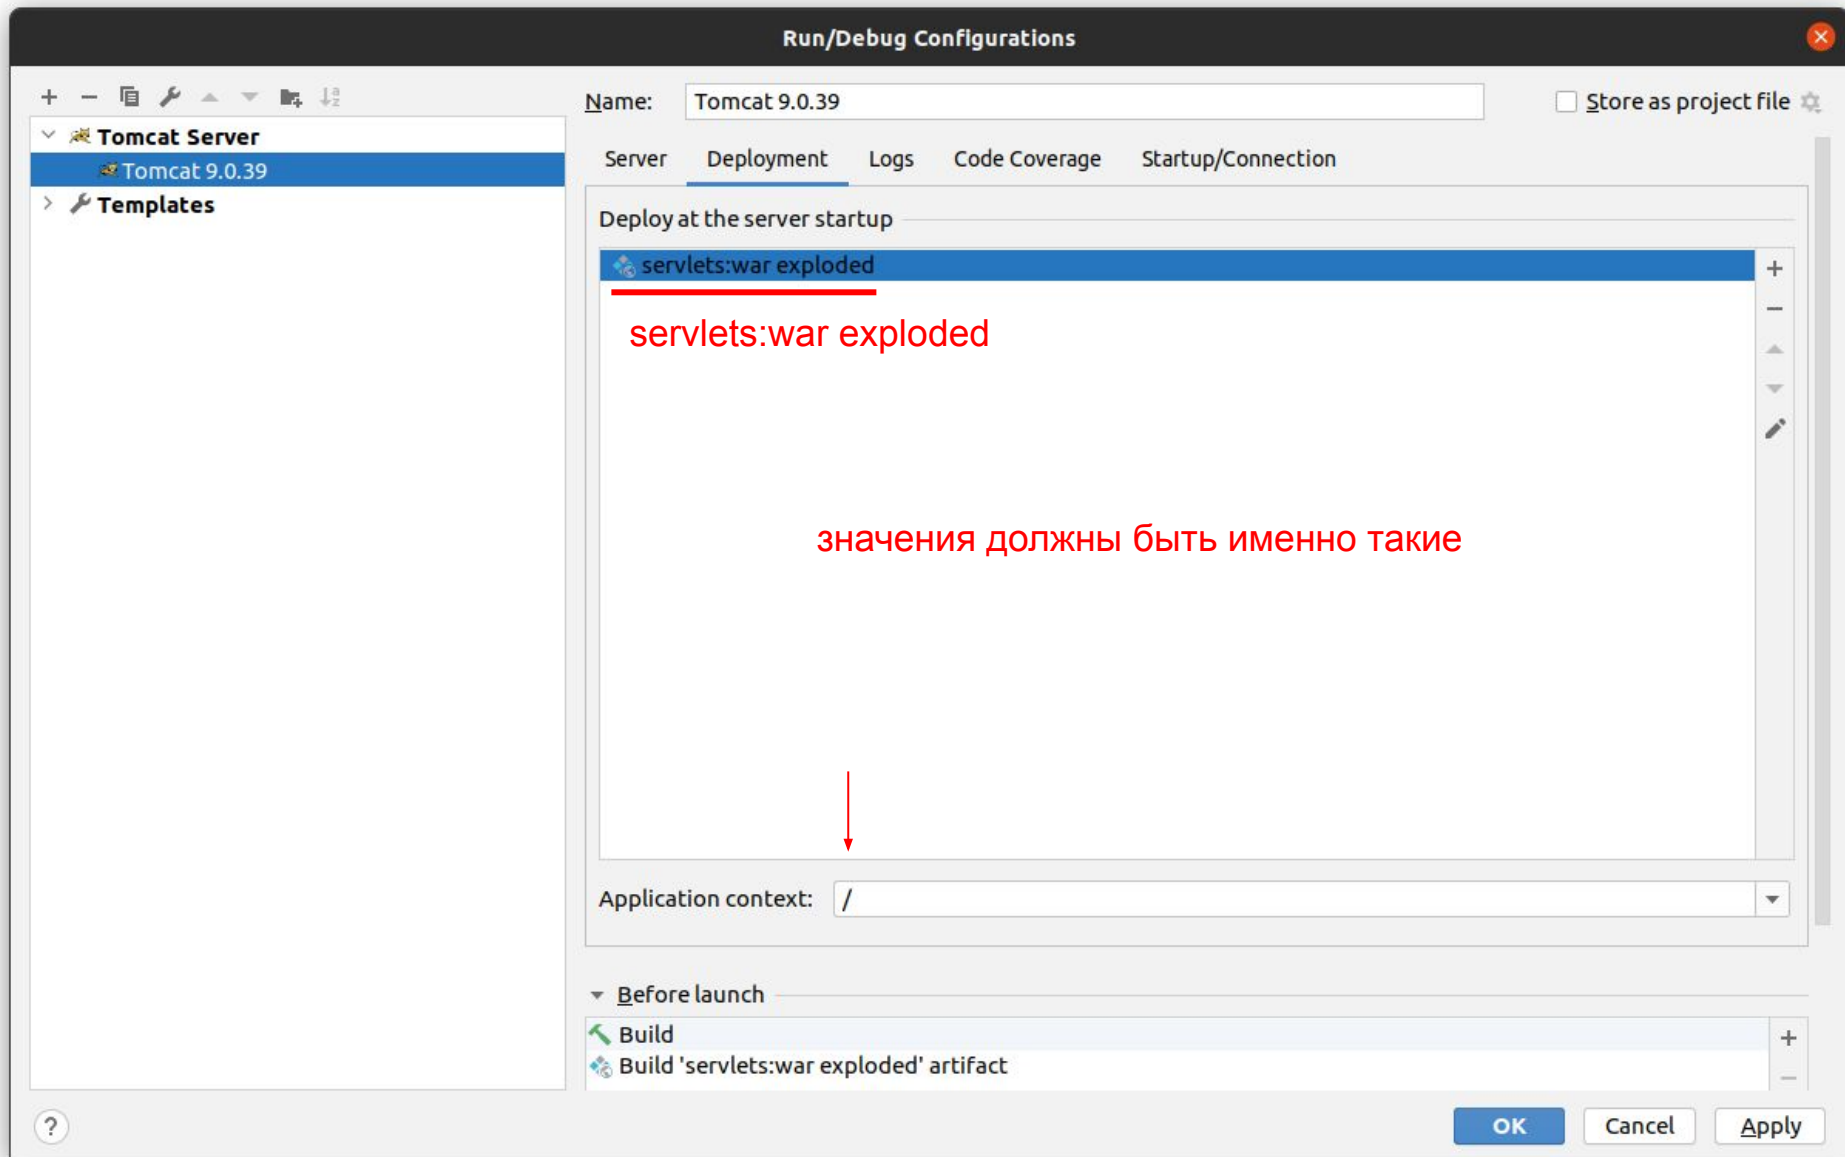 Run/Debug Configurations
Tomcat Server
Tomcat 9.0.39
Templates
Name: Tomcat 9.0.39
Store as project file
Server Deployment Logs Code Coverage Startup/Connection
Deploy at the server startup
servlets:war exploded
servlets:war exploded
значения должны быть именно такие
Application context: /
Before launch
Build
Build 'servlets:war exploded' artifact
? OK Cancel Apply